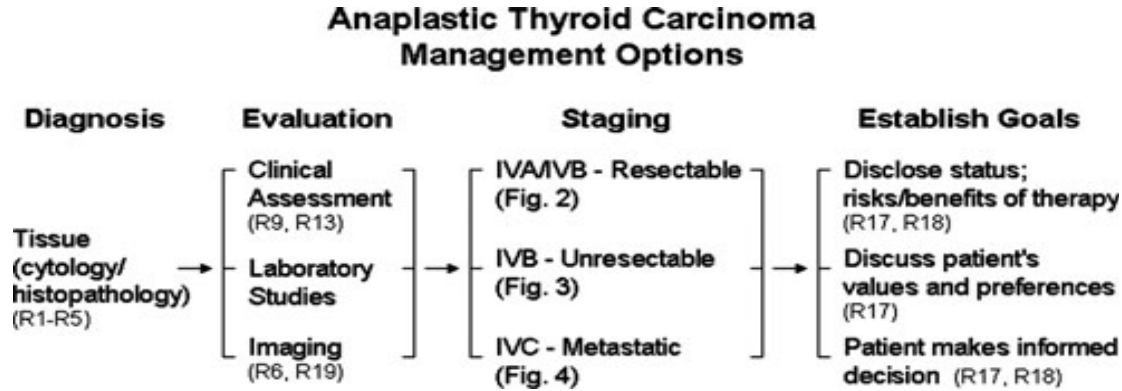 Anaplastic Thyroid Carcinoma
Management Options
Diagnosis
Tissue
(cytology/
histopathology)
(R1-R5)
Evaluation
Clinical
Assessment
(R9, R13)
Laboratory
Studies
Imaging
(R6, R19)
Staging
IVA/IVB - Resectable
(Fig. 2)
IVB - Unresectable
(Fig. 3)
IVC - Metastatic
(Fig. 4)
Establish Goals
Disclose status;
risks/benefits of therapy
(R17, R18)
Discuss patient's
values and preferences
(R17)
Patient makes informed
decision (R17, R18)